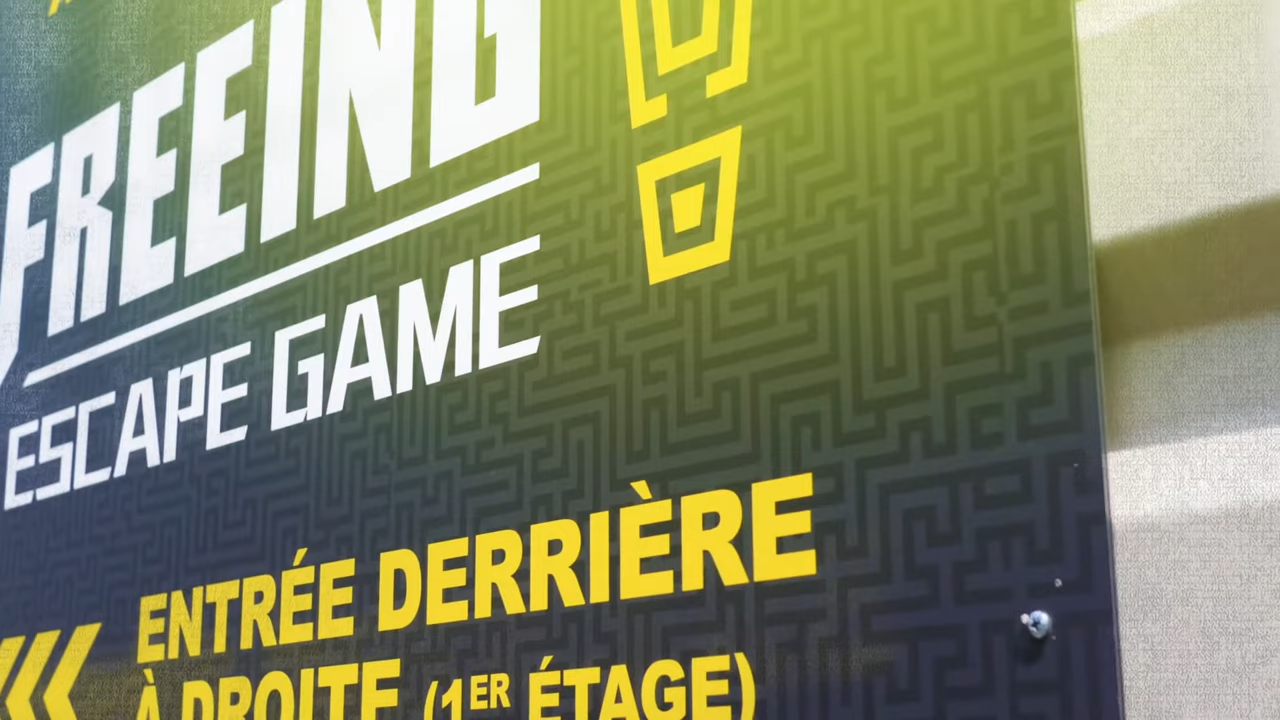 FREEING
ESCAPE GAME
ENTRÉE DERRIÈRE
À DROITE (1ER ÉTAGE)